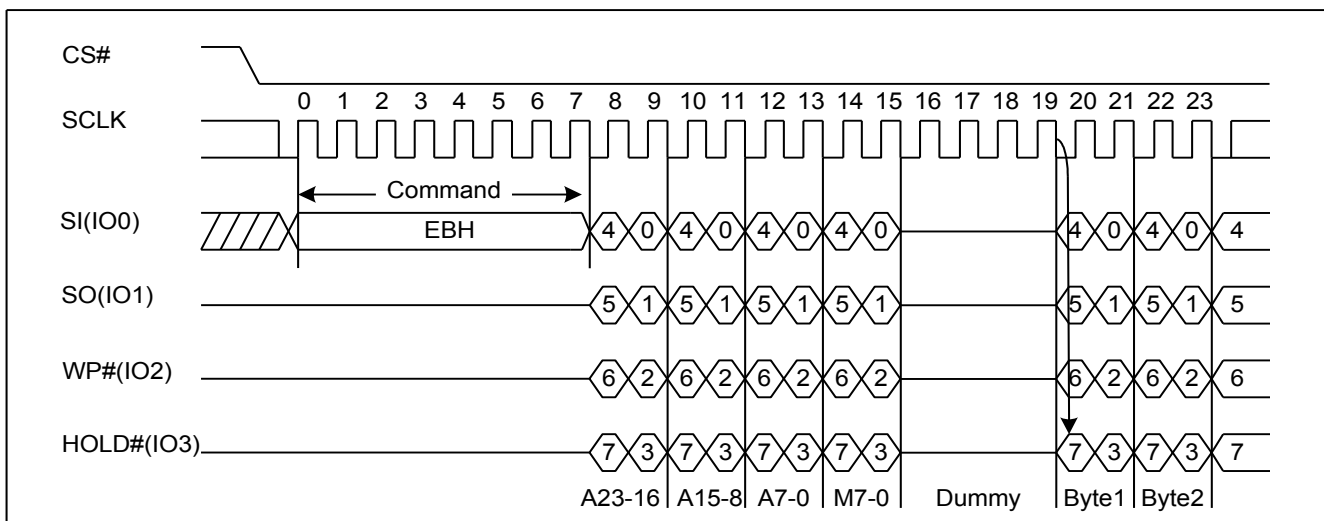 CS#
0 1 2 3 4 5 6 7 8 9 10 11 12 13 14 15 16 17 18 19 20 21 22 23
SCLK
Command
SI(IO0) EBH 4 0 4 0 4 0 4 0 4 0 4 0 4
SO(IO1) 5 1 5 1 5 1 5 1 5 1 5 1 5
WP#(IO2) 6 2 6 2 6 2 6 2 6 2 6 2 6
HOLD#(IO3) 7 3 7 3 7 3 7 3 7 3 7 3 7
A23-16 A15-8 A7-0 M7-0 Dummy Byte1 Byte2